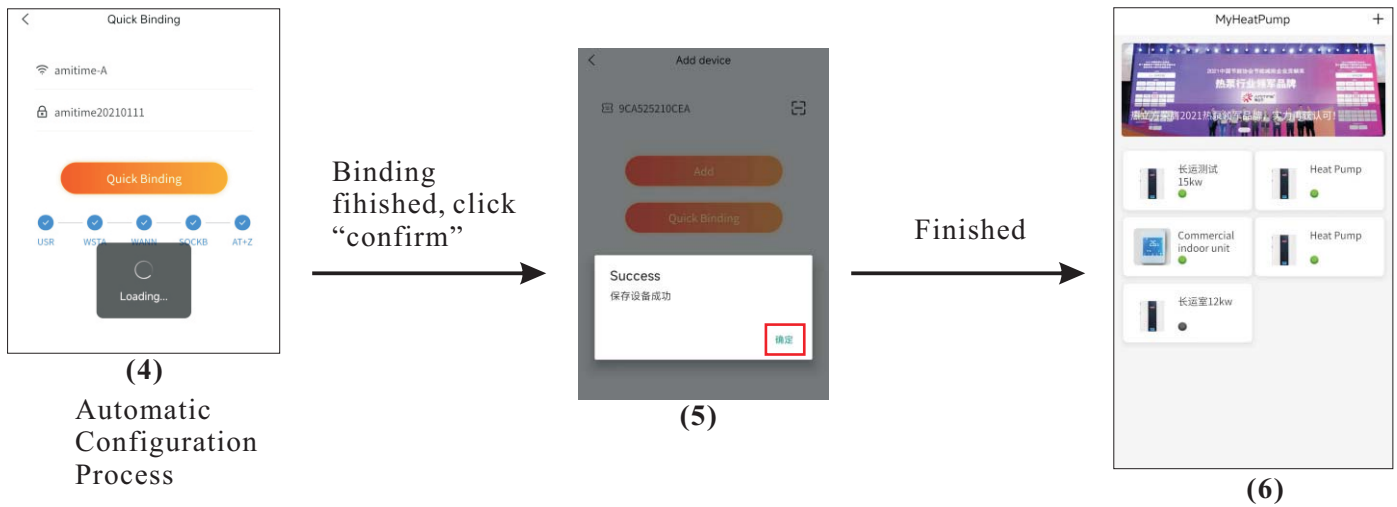 Quick Binding
amitime-A
amitime20210111
Quick Binding
USR WSTA WANN SOCKB AT+Z
Loading...
(4)
Automatic
Configuration
Process
Binding
fihished, click
“confirm”
Add device
9CA525210CEA
Add
Quick Binding
Success
保存设备成功
确定
(5)
Finished
MyHeatPump
热泵行业领军品牌
长运测试
15kw
Heat Pump
Commercial
indoor unit
Heat Pump
长运室12kw
(6)